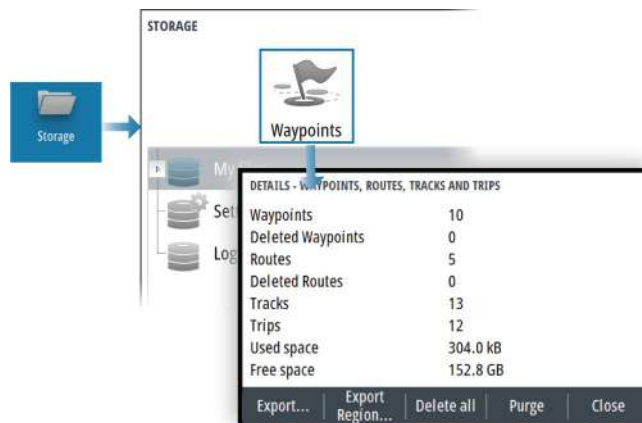 STORAGE
Storage
Waypoints
My
Set
Log
DETAILS - WAYPOINTS, ROUTES, TRACKS AND TRIPS
Waypoints 10
Deleted Waypoints 0
Routes 5
Deleted Routes 0
Tracks 13
Trips 12
Used space 304.0 kB
Free space 152.8 GB
Export... Export Region... Delete all Purge Close